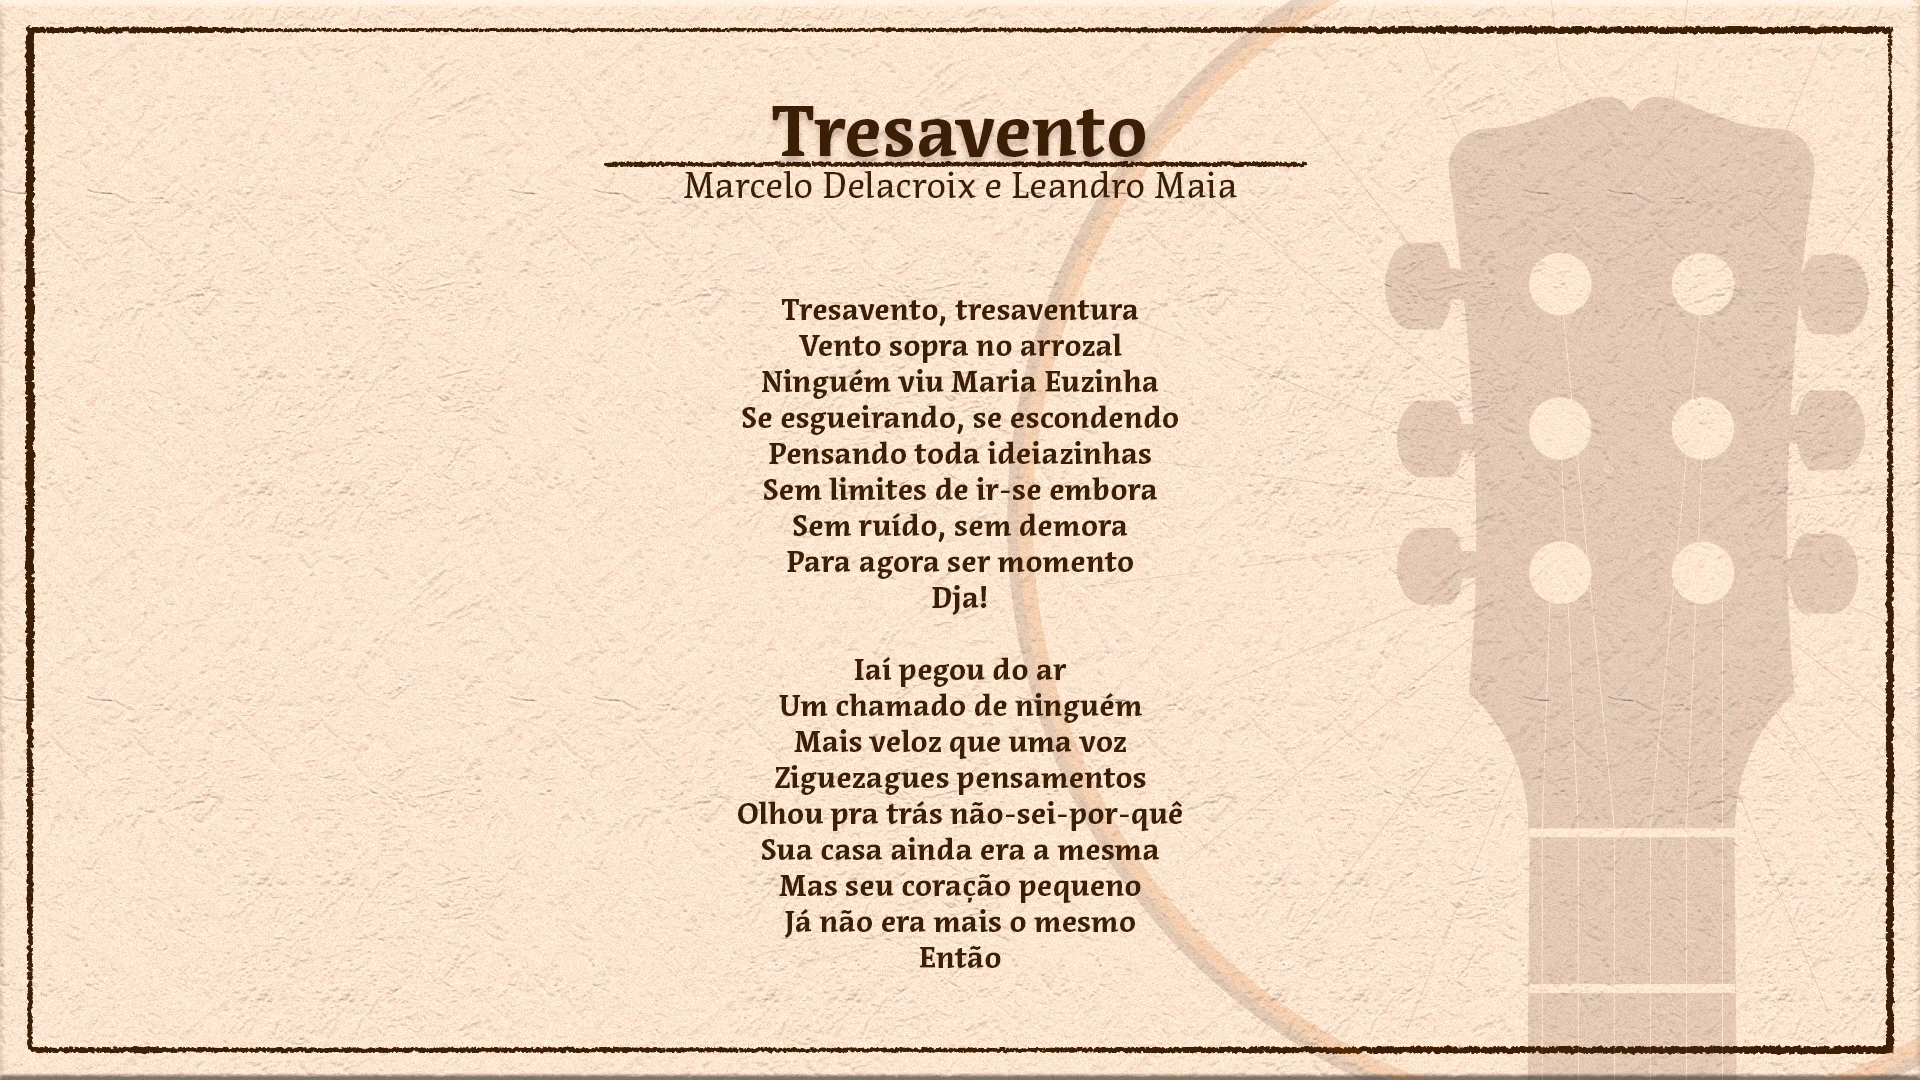 Tresavento
Marcelo Delacroix e Leandro Maia
Tresavento, tresaventura
Vento sopra no arrozal
Ninguém viu Maria Euzinha
Se esgueirando, se escondendo
Pensando toda ideiazinhas
Sem limites de ir-se embora
Sem ruído, sem demora
Para agora ser momento
Dja!
Iaí pegou do ar
Um chamado de ninguém
Mais veloz que uma voz
Ziguezagues pensamentos
Olhou pra trás não-sei-por-quê
Sua casa ainda era a mesma
Mas seu coração pequeno
Já não era mais o mesmo
Então